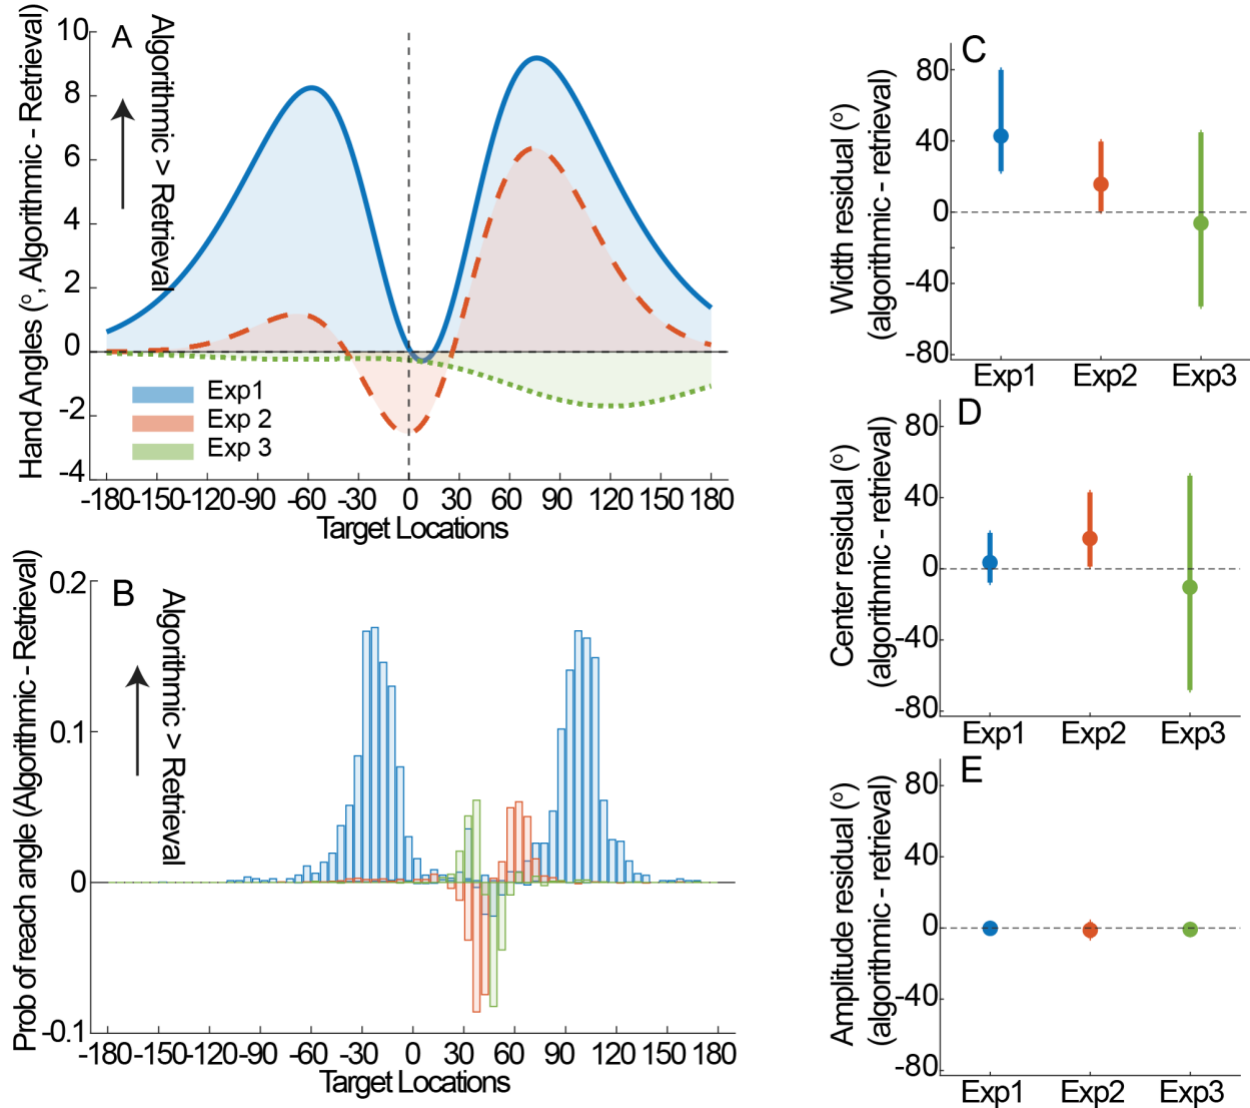 A
Algorithmic > Retrieval
Hand Angles (°, Algorithmic - Retrieval)
10
8
6
4
2
0
-2
-4
Exp1
Exp 2
Exp 3
-180 -150 -120 -90 -60 -30 0 30 60 90 120 150 180
Target Locations
B
Algorithmic > Retrieval
Prob of reach angle (Algorithmic - Retrieval)
0.2
0.1
0
-0.1
-180 -150 -120 -90 -60 -30 0 30 60 90 120 150 180
Target Locations
C
Width residual (°)
(algorithmic - retrieval)
80
40
0
-40
-80
Exp1 Exp2 Exp3
D
Center residual (°)
(algorithmic - retrieval)
80
40
0
-40
-80
Exp1 Exp2 Exp3
E
Amplitude residual (°)
(algorithmic - retrieval)
80
40
0
-40
-80
Exp1 Exp2 Exp3